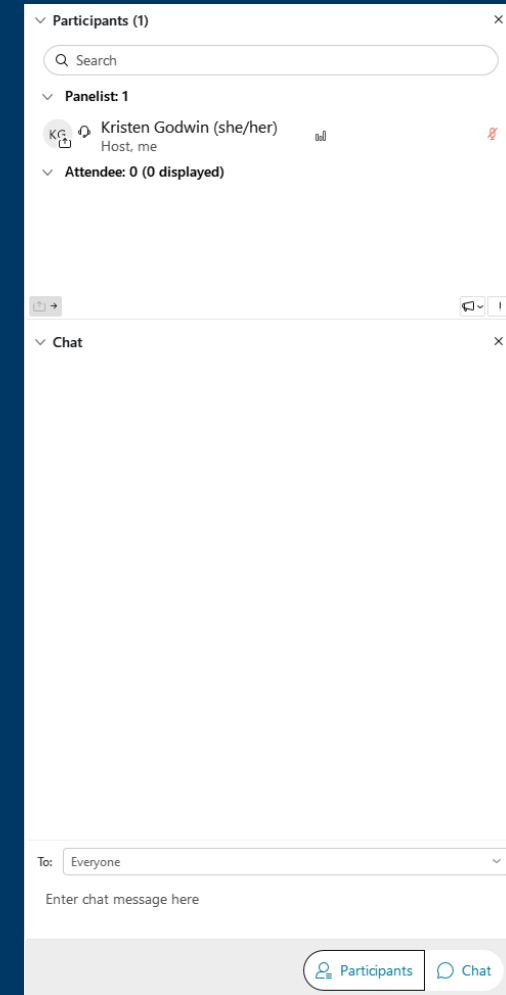 Participants (1)
Search
Panelist: 1
KG
Kristen Godwin (she/her)
Host, me
Attendee: 0 (0 displayed)
Chat
To:
Everyone
Enter chat message here
Participants
Chat